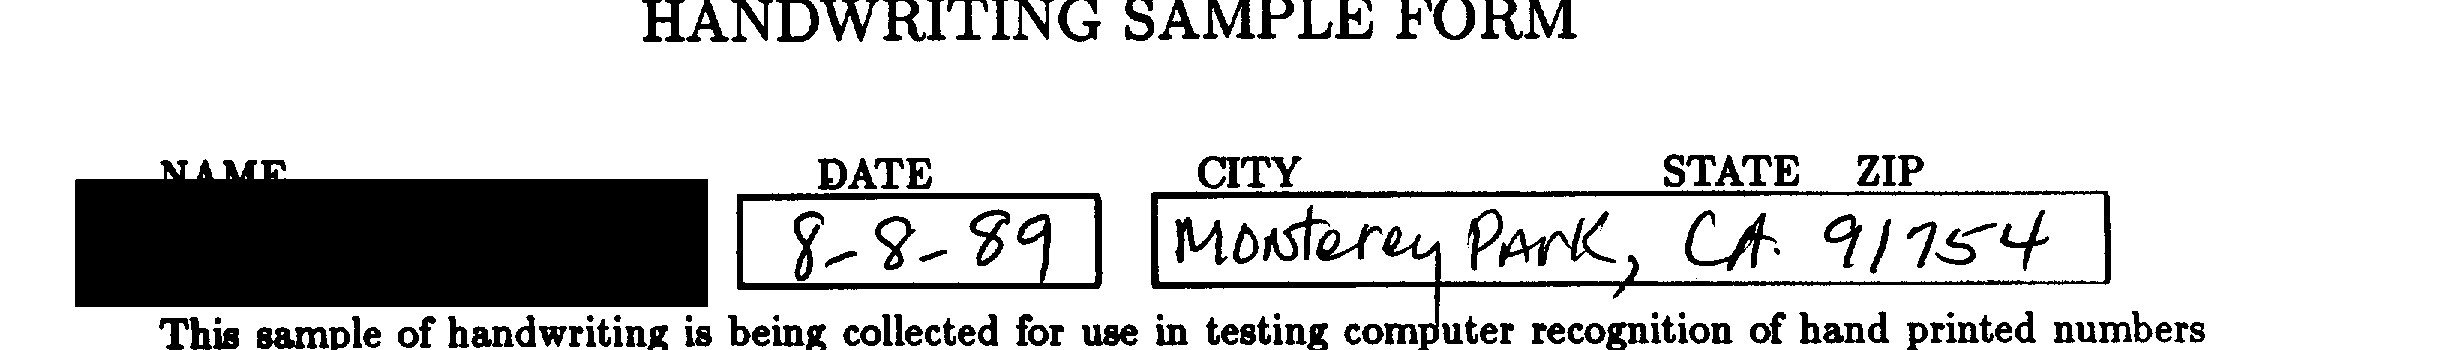 HANDWRITING SAMPLE FORM
NAME DATE CITY STATE ZIP
8-8-89 Monterey Park, CA. 91754
This sample of handwriting is being collected for use in testing computer recognition of hand printed numbers